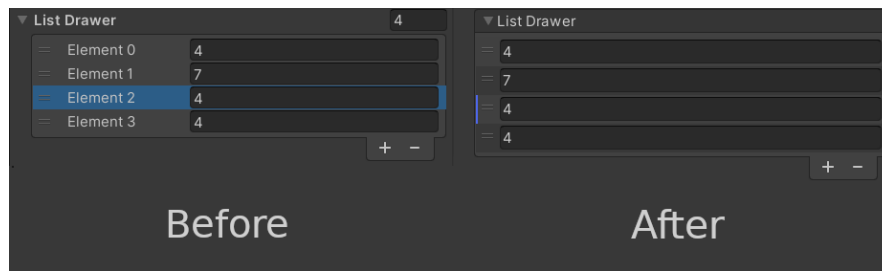 List Drawer 4
Element 0 4
Element 1 7
Element 2 4
Element 3 4
+ −
Before
List Drawer
4
7
4
4
+ −
After